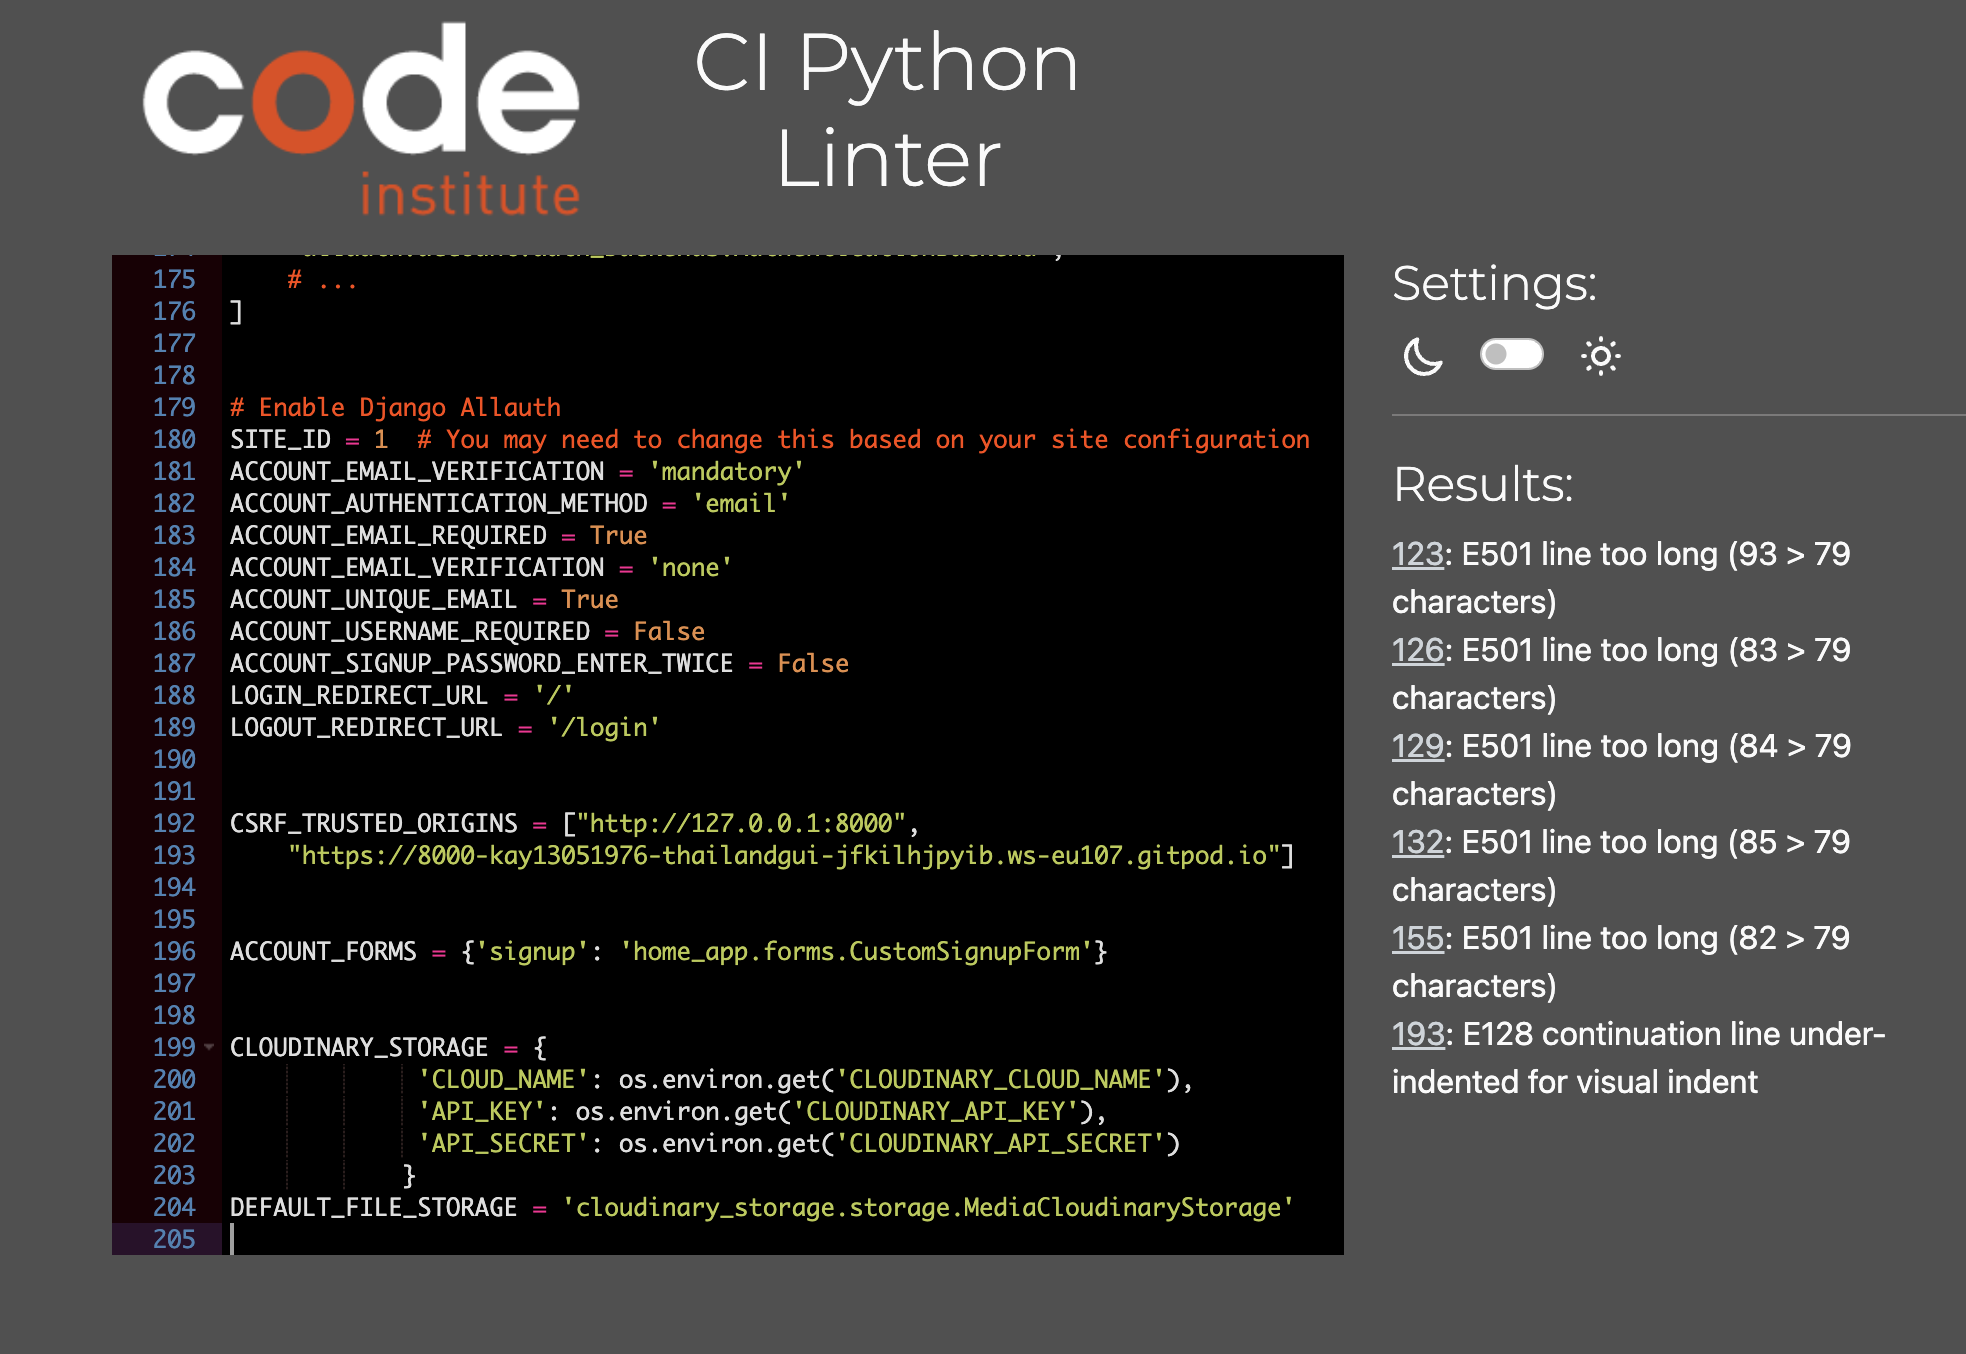 code
institute
CI Python
Linter
175 # ...
176 ]
177
178
179 # Enable Django Allauth
180 SITE_ID = 1  # You may need to change this based on your site configuration
181 ACCOUNT_EMAIL_VERIFICATION = 'mandatory'
182 ACCOUNT_AUTHENTICATION_METHOD = 'email'
183 ACCOUNT_EMAIL_REQUIRED = True
184 ACCOUNT_EMAIL_VERIFICATION = 'none'
185 ACCOUNT_UNIQUE_EMAIL = True
186 ACCOUNT_USERNAME_REQUIRED = False
187 ACCOUNT_SIGNUP_PASSWORD_ENTER_TWICE = False
188 LOGIN_REDIRECT_URL = '/'
189 LOGOUT_REDIRECT_URL = '/login'
190
191
192 CSRF_TRUSTED_ORIGINS = ["http://127.0.0.1:8000",
193     "https://8000-kay13051976-thailandgui-jfkilhjpyib.ws-eu107.gitpod.io"]
194
195
196 ACCOUNT_FORMS = {'signup': 'home_app.forms.CustomSignupForm'}
197
198
199 CLOUDINARY_STORAGE = {
200              'CLOUD_NAME': os.environ.get('CLOUDINARY_CLOUD_NAME'),
201              'API_KEY': os.environ.get('CLOUDINARY_API_KEY'),
202              'API_SECRET': os.environ.get('CLOUDINARY_API_SECRET')
203             }
204 DEFAULT_FILE_STORAGE = 'cloudinary_storage.storage.MediaCloudinaryStorage'
205
Settings:
Results:
123: E501 line too long (93 > 79
characters)
126: E501 line too long (83 > 79
characters)
129: E501 line too long (84 > 79
characters)
132: E501 line too long (85 > 79
characters)
155: E501 line too long (82 > 79
characters)
193: E128 continuation line under-
indented for visual indent